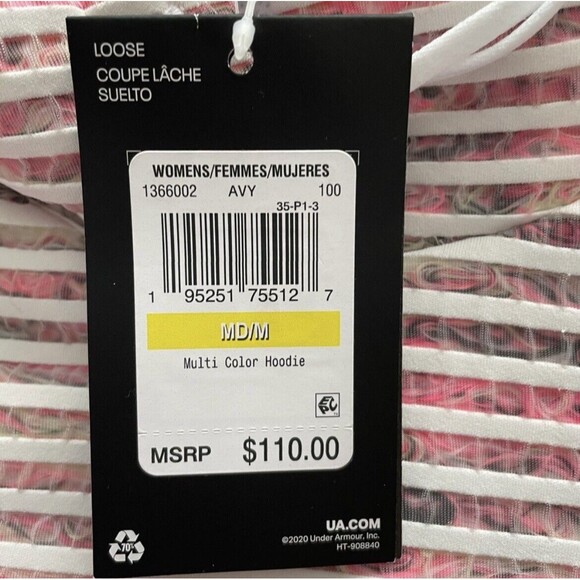 LOOSE
COUPE LÂCHE
SUELTO
WOMENS/FEMMES/MUJERES
1366002 AVY 100
35-P1-3
1 95251 75512 7
MD/M
Multi Color Hoodie
MSRP $110.00
UA.COM
©2020 Under Armour, Inc.
HT-908840
70%